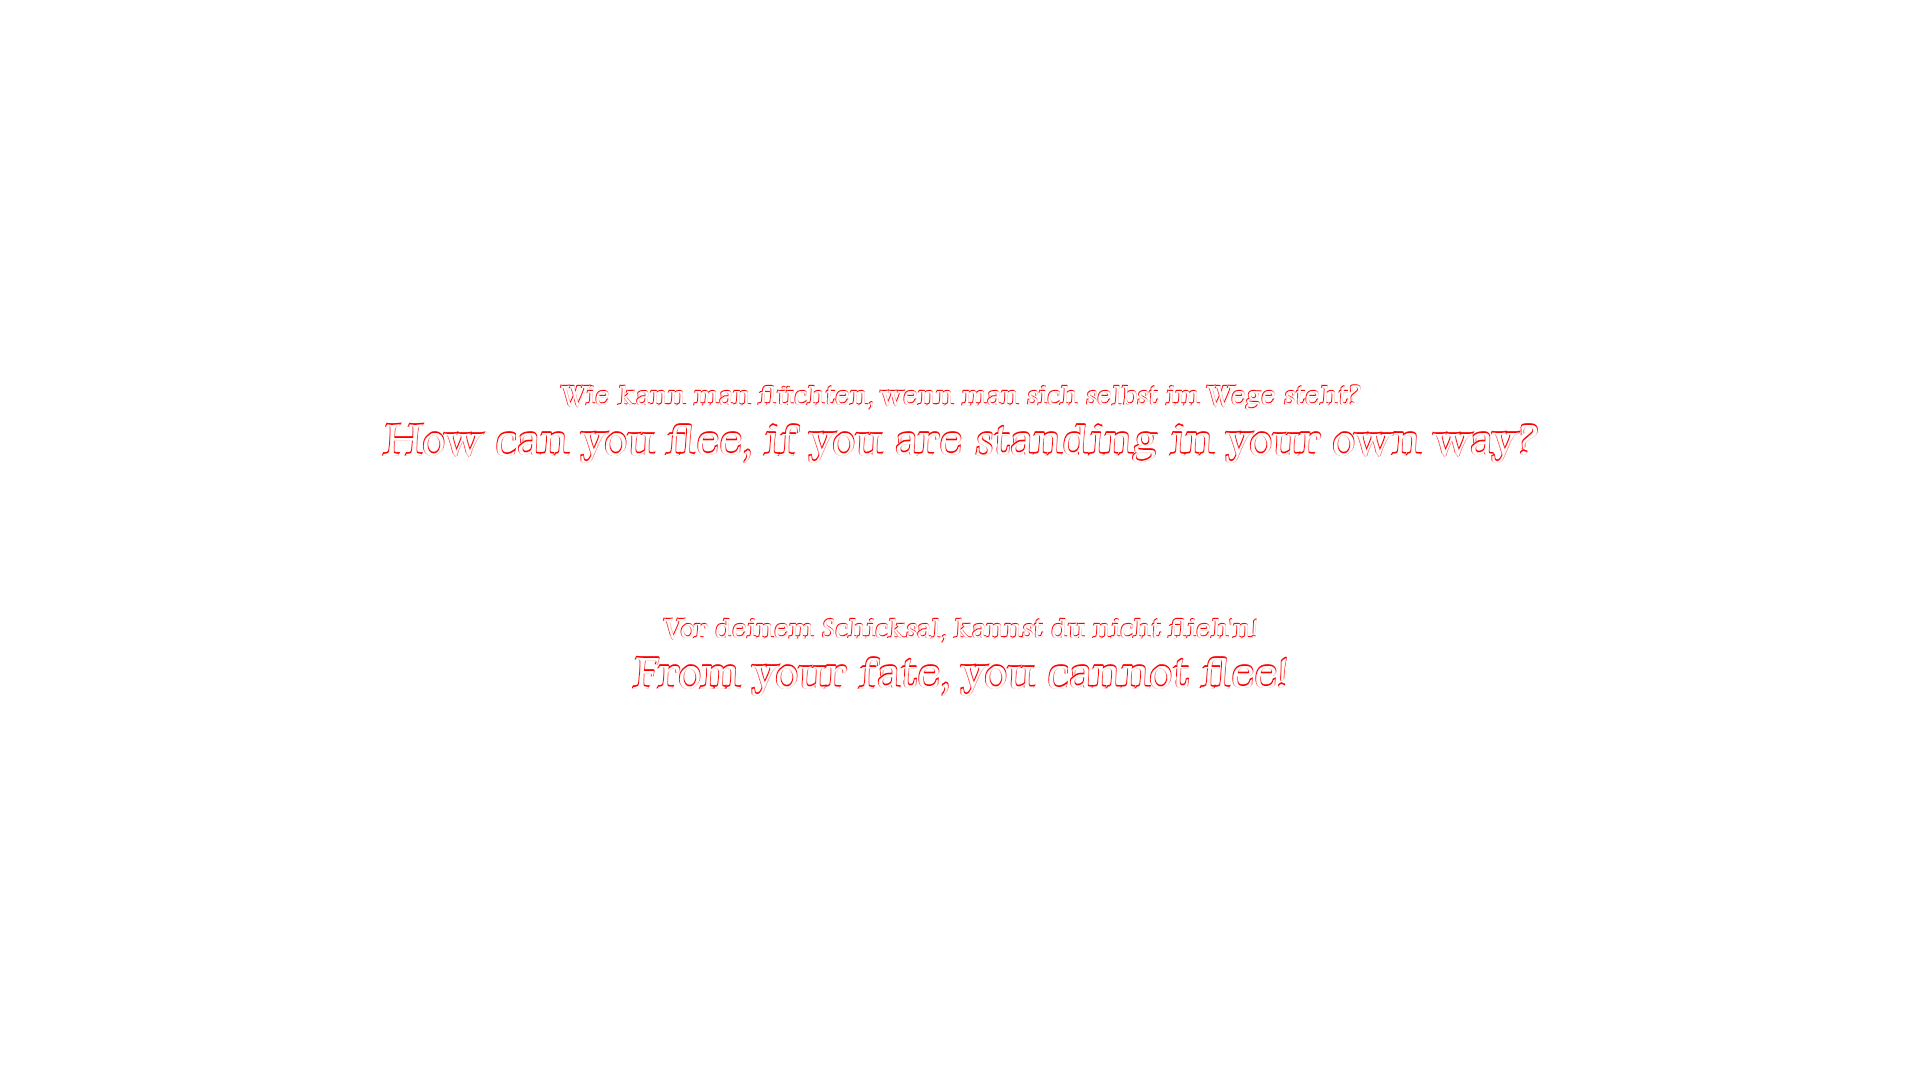 Wie kann man flüchten, wenn man sich selbst im Wege steht?
How can you flee, if you are standing in your own way?
Vor deinem Schicksal, kannst du nicht flieh'n!
From your fate, you cannot flee!